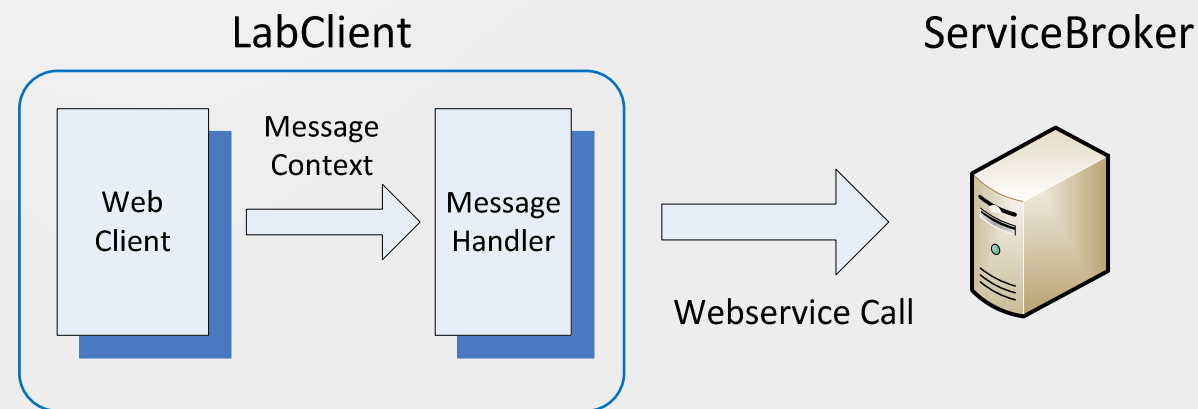 LabClient
ServiceBroker
Message
Context
Web
Client
Message
Handler
Webservice Call